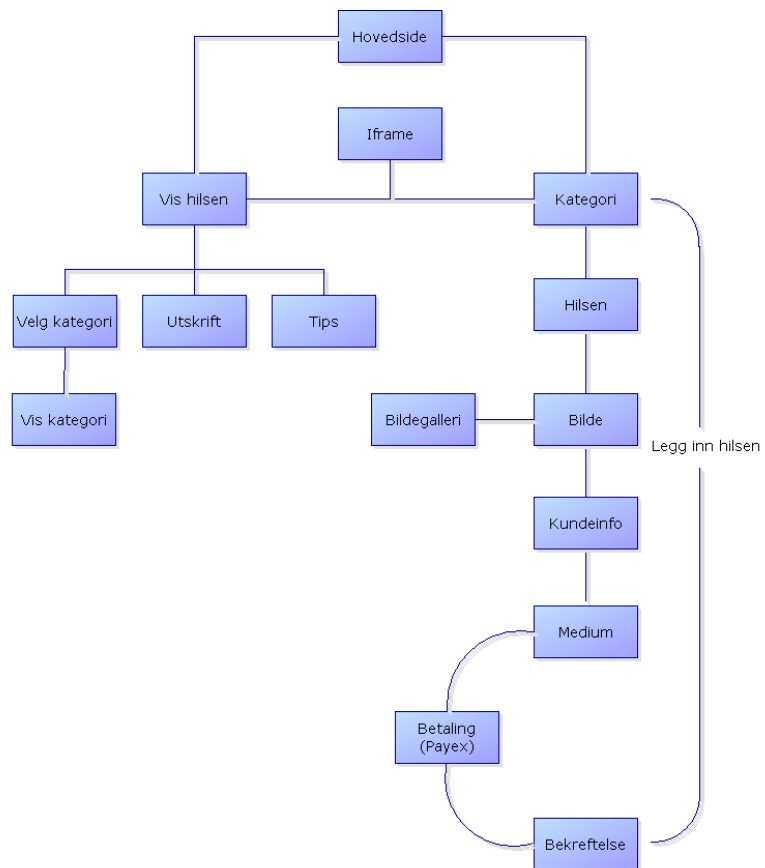 Hovedside
Iframe
Vis hilsen
Kategori
Velg kategori
Utskrift
Tips
Hilsen
Vis kategori
Bildegalleri
Bilde
Legg inn hilsen
Kundeinfo
Medium
Betaling
(Payex)
Bekreftelse